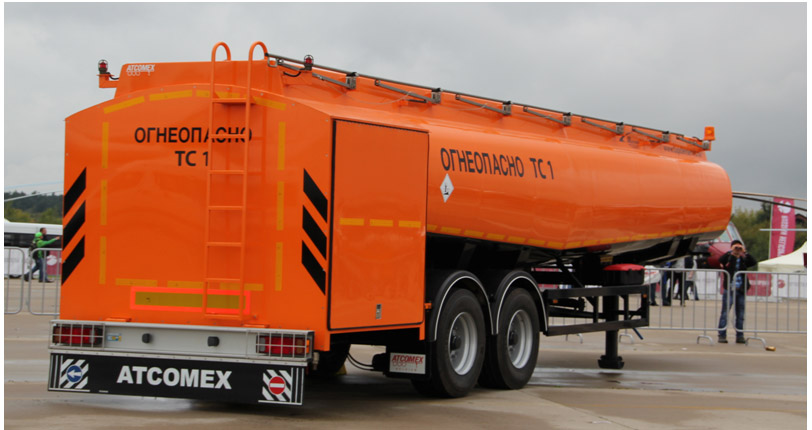 ATCOMEX
ОГНЕОПАСНО
ТС 1
ОГНЕОПАСНО ТС 1
ATCOMEX
ATCOMEX